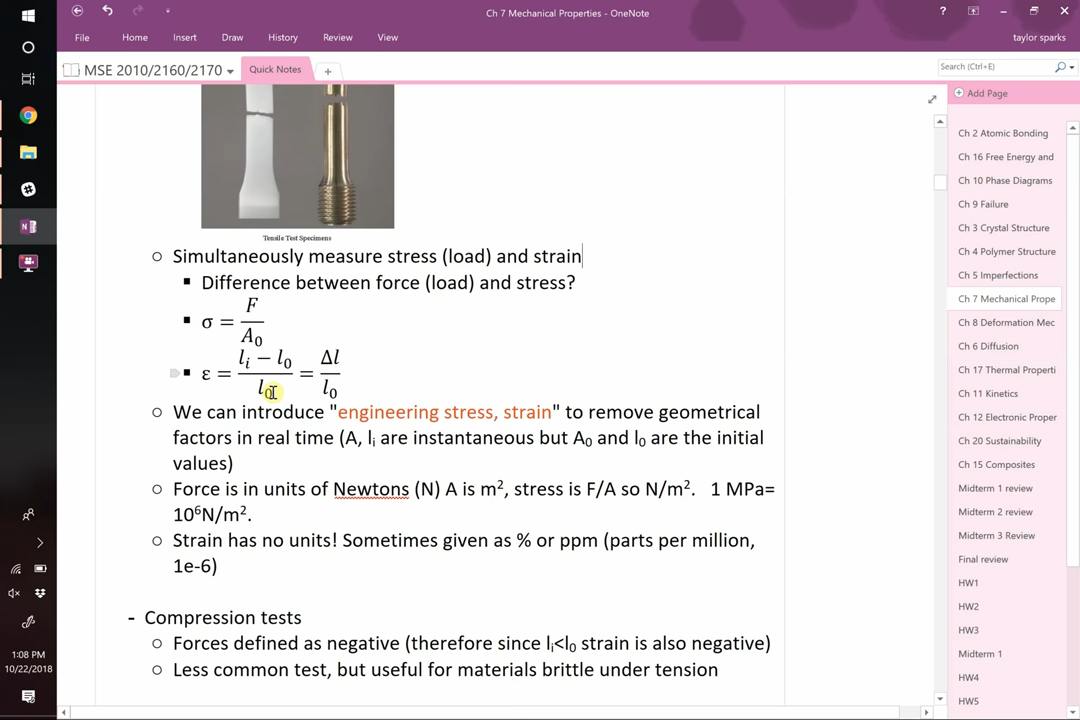 Ch 7 Mechanical Properties - OneNote
?
File Home Insert Draw History Review View
taylor sparks
MSE 2010/2160/2170
Quick Notes
+
Search (Ctrl+E)
Add Page
Ch 2 Atomic Bonding
Ch 16 Free Energy and
Ch 10 Phase Diagrams
Ch 9 Failure
Ch 3 Crystal Structure
Ch 4 Polymer Structure
Ch 5 Imperfections
Ch 7 Mechanical Prope
Ch 8 Deformation Mec
Ch 6 Diffusion
Ch 17 Thermal Properti
Ch 11 Kinetics
Ch 12 Electronic Proper
Ch 20 Sustainability
Ch 15 Composites
Midterm 1 review
Midterm 2 review
Midterm 3 Review
Final review
HW1
HW2
HW3
Midterm 1
HW4
HW5
Tensile Test Specimens
○ Simultaneously measure stress (load) and strain
▪ Difference between force (load) and stress?
▪ σ = F/A₀
▪ ε = (lᵢ − l₀)/l₀ = Δl/l₀
○ We can introduce "engineering stress, strain" to remove geometrical
factors in real time (A, lᵢ are instantaneous but A₀ and l₀ are the initial
values)
○ Force is in units of Newtons (N) A is m², stress is F/A so N/m². 1 MPa=
10⁶N/m².
○ Strain has no units! Sometimes given as % or ppm (parts per million,
1e-6)
- Compression tests
○ Forces defined as negative (therefore since lᵢ<l₀ strain is also negative)
○ Less common test, but useful for materials brittle under tension
1:08 PM
10/22/2018